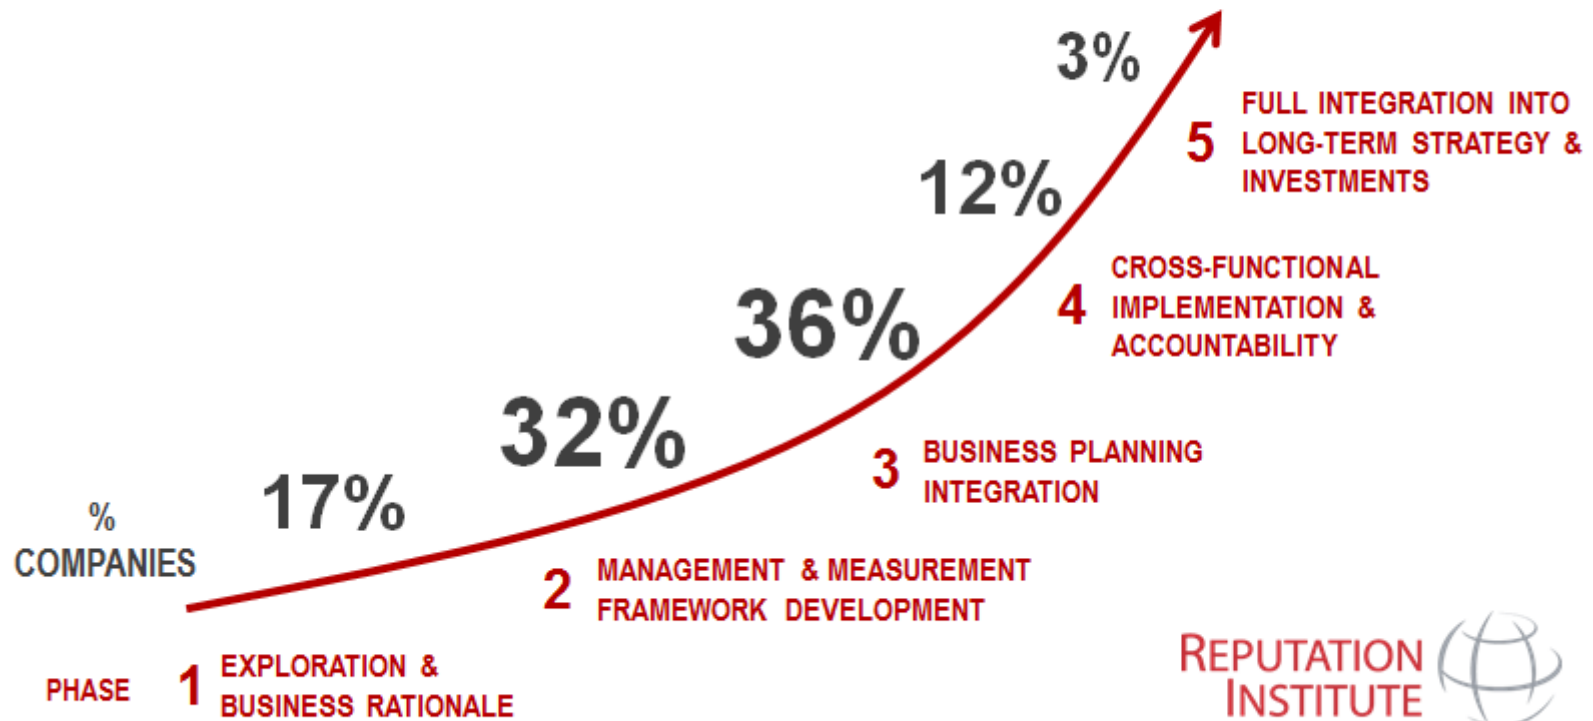 3%
5 FULL INTEGRATION INTO
LONG-TERM STRATEGY &
INVESTMENTS
12%
4 CROSS-FUNCTIONAL
IMPLEMENTATION &
ACCOUNTABILITY
36%
3 BUSINESS PLANNING
INTEGRATION
32%
2 MANAGEMENT & MEASUREMENT
FRAMEWORK DEVELOPMENT
17%
%
COMPANIES
PHASE 1 EXPLORATION &
BUSINESS RATIONALE
REPUTATION
INSTITUTE